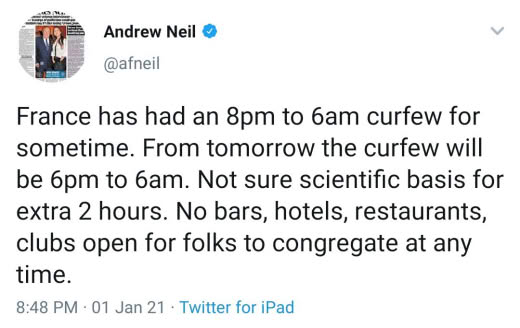 Andrew Neil
@afneil
France has had an 8pm to 6am curfew for
sometime. From tomorrow the curfew will
be 6pm to 6am. Not sure scientific basis for
extra 2 hours. No bars, hotels, restaurants,
clubs open for folks to congregate at any
time.
8:48 PM · 01 Jan 21 · Twitter for iPad